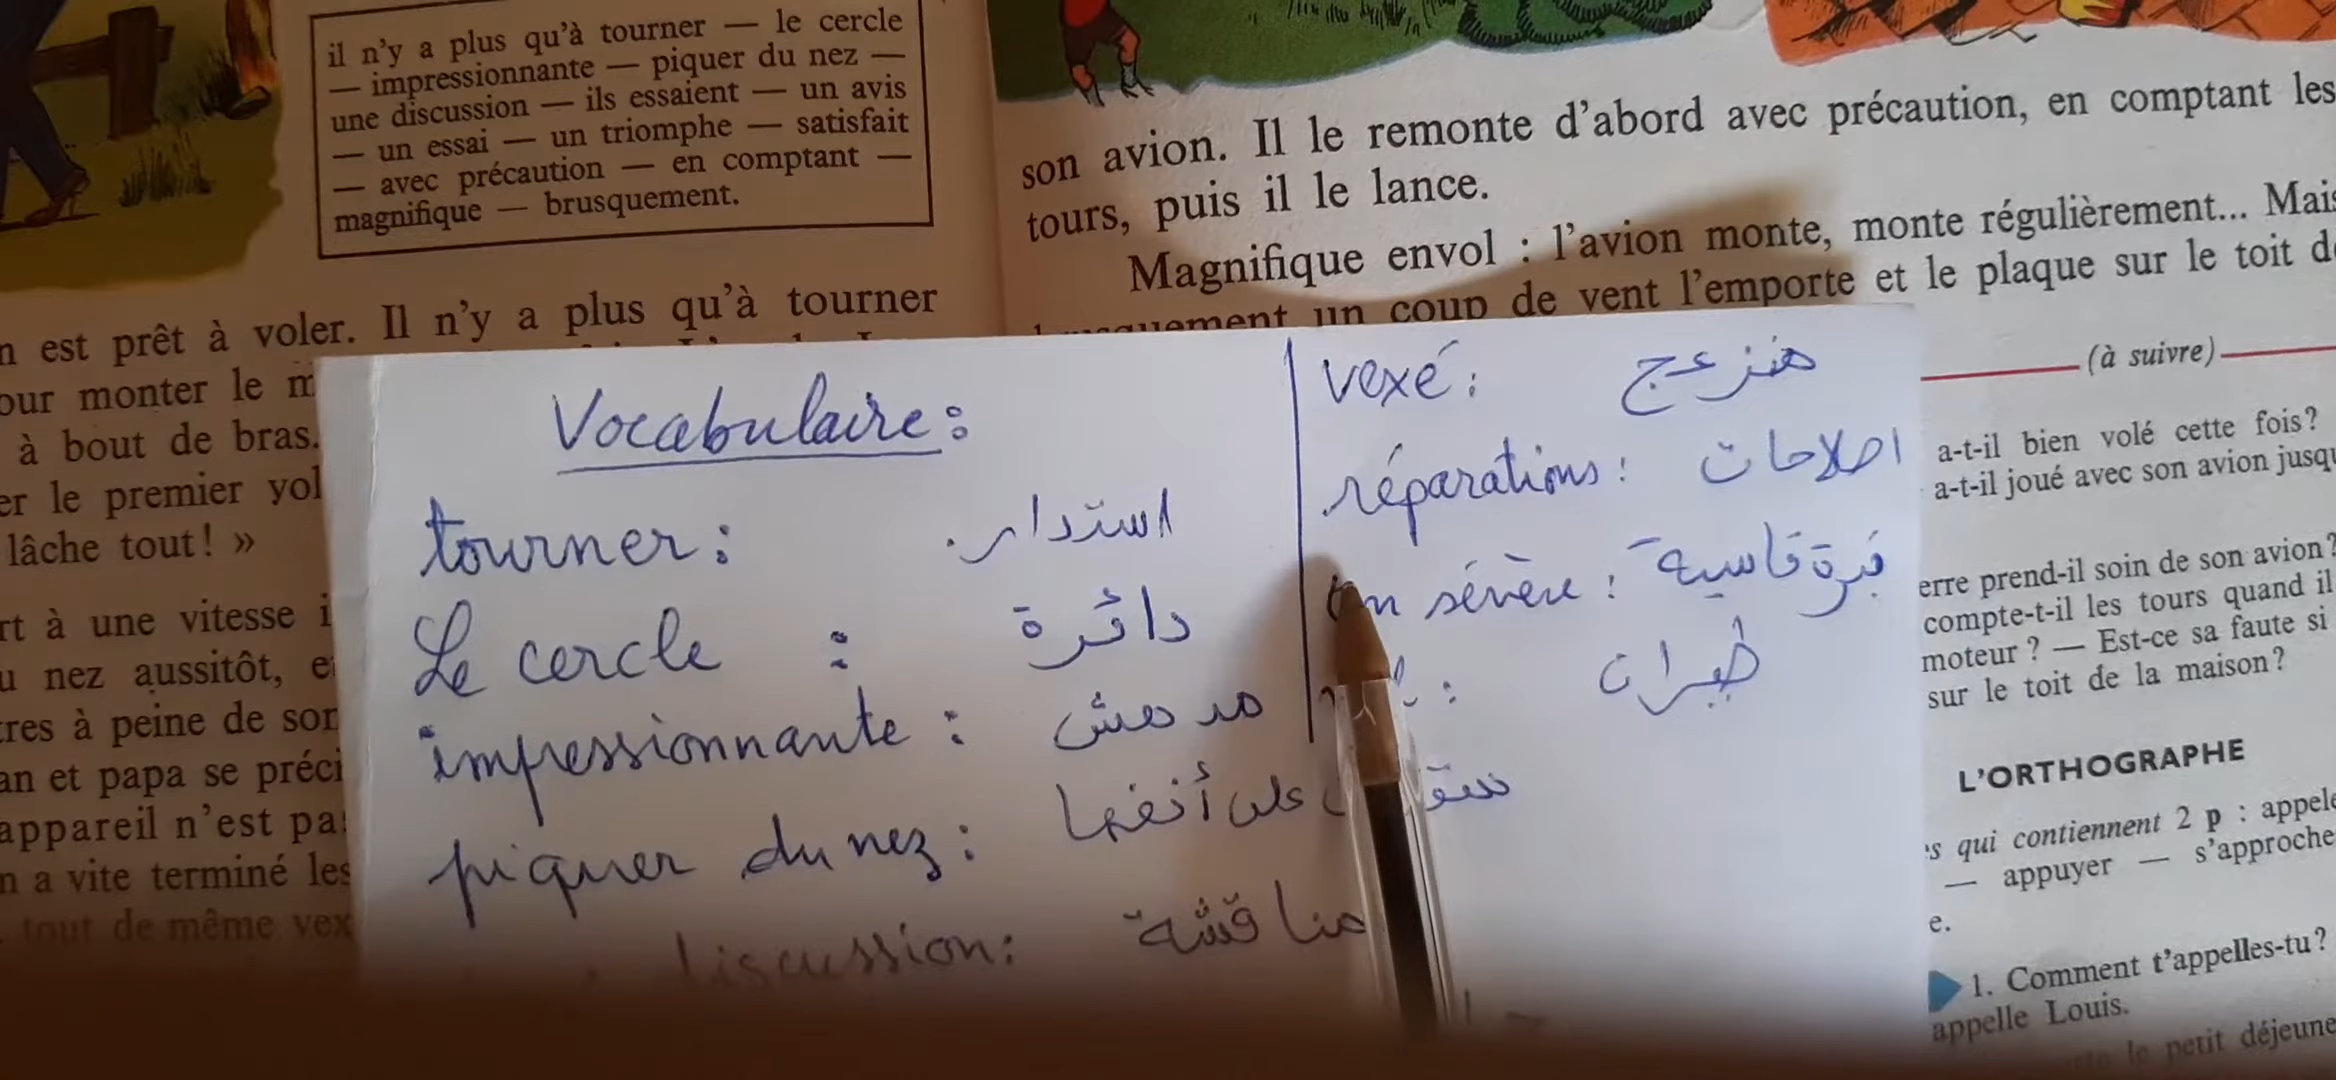 il n'y a plus qu'à tourner — le cercle
— impressionnante — piquer du nez —
une discussion — ils essaient — un avis
— un essai — un triomphe — satisfait
— avec précaution — en comptant —
magnifique — brusquement.
n est prêt à voler. Il n'y a plus qu'à tourner
our monter le m
à bout de bras.
er le premier vol
lâche tout! »
rt à une vitesse i
u nez aussitôt, e
res à peine de son
an et papa se préci
appareil n'est pa
n a vite terminé les
tout de même vex
son avion. Il le remonte d'abord avec précaution, en comptant les
tours, puis il le lance.
Magnifique envol : l'avion monte, monte régulièrement... Mais
un coup de vent l'emporte et le plaque sur le toit d
(à suivre)
a-t-il bien volé cette fois?
a-t-il joué avec son avion jusqu
erre prend-il soin de son avion?
compte-t-il les tours quand il
moteur ? — Est-ce sa faute si
sur le toit de la maison?
L'ORTHOGRAPHE
s qui contiennent 2 p : appele
— appuyer — s'approche
e.
1. Comment t'appelles-tu?
appelle Louis.
le petit déjeune
Vocabulaire:
tourner: استدار.
Le cercle : دائرة
impressionnante : مدهش
piquer du nez: على أنفها
discussion: مناقشة
vexé: منزعج
réparations: اصلاحات
sévère: نبرة قاسية
: طيران